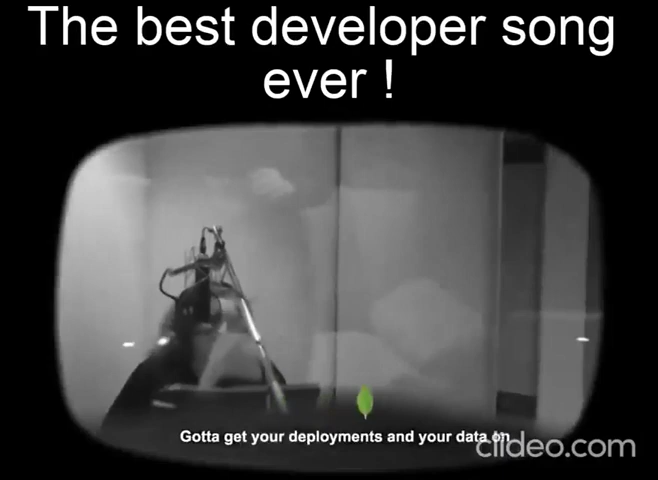 The best developer song
ever !
Gotta get your deployments and your data on
clideo.com